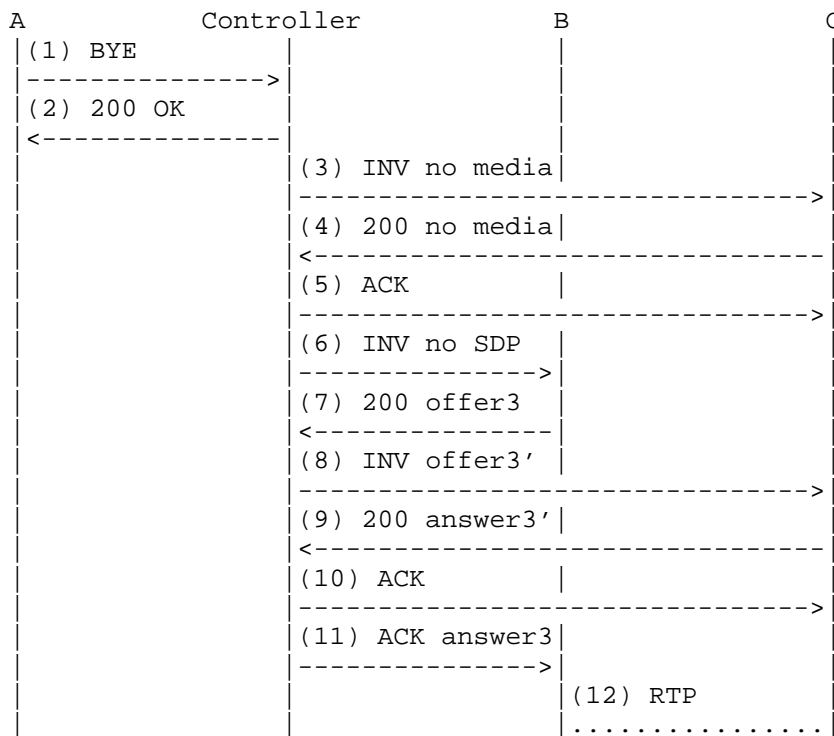 A Controller B C
(1) BYE
(2) 200 OK
(3) INV no media
(4) 200 no media
(5) ACK
(6) INV no SDP
(7) 200 offer3
(8) INV offer3'
(9) 200 answer3'
(10) ACK
(11) ACK answer3
(12) RTP